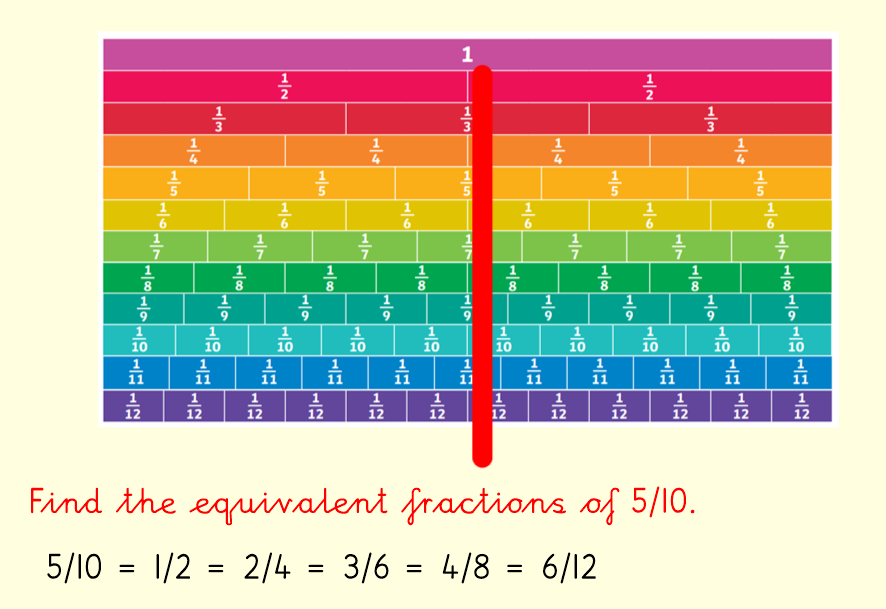 1
1/2 1/2
1/3 1/3 1/3
1/4 1/4 1/4 1/4
1/5 1/5 1/5 1/5 1/5
1/6 1/6 1/6 1/6 1/6 1/6
1/7 1/7 1/7 1/7 1/7 1/7 1/7
1/8 1/8 1/8 1/8 1/8 1/8 1/8 1/8
1/9 1/9 1/9 1/9 1/9 1/9 1/9 1/9 1/9
1/10 1/10 1/10 1/10 1/10 1/10 1/10 1/10 1/10 1/10
1/11 1/11 1/11 1/11 1/11 1/11 1/11 1/11 1/11 1/11 1/11
1/12 1/12 1/12 1/12 1/12 1/12 1/12 1/12 1/12 1/12 1/12 1/12
Find the equivalent fractions of 5/10.
5/10 = 1/2 = 2/4 = 3/6 = 4/8 = 6/12